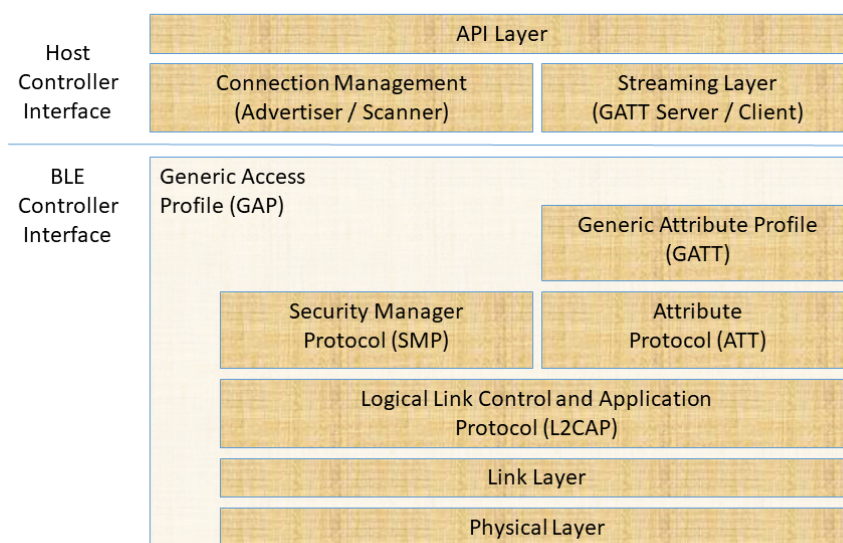 Host
Controller
Interface
API Layer
Connection Management
(Advertiser / Scanner)
Streaming Layer
(GATT Server / Client)
BLE
Controller
Interface
Generic Access
Profile (GAP)
Generic Attribute Profile
(GATT)
Security Manager
Protocol (SMP)
Attribute
Protocol (ATT)
Logical Link Control and Application
Protocol (L2CAP)
Link Layer
Physical Layer